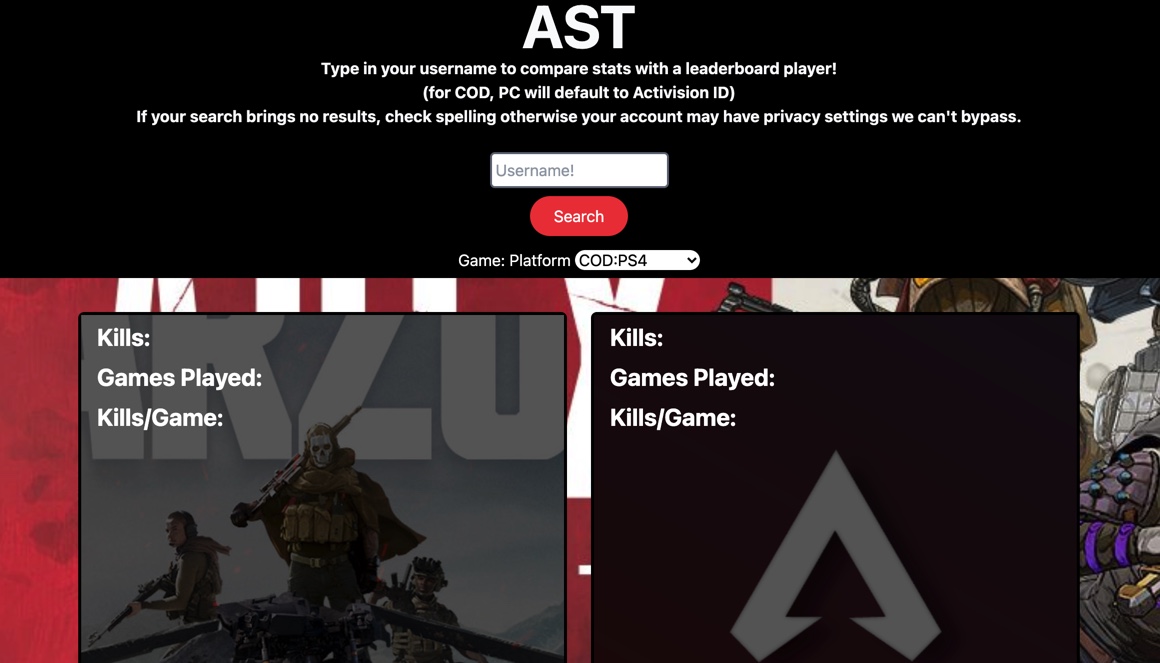 AST
Type in your username to compare stats with a leaderboard player!
(for COD, PC will default to Activision ID)
If your search brings no results, check spelling otherwise your account may have privacy settings we can't bypass.
Username!
Search
Game: Platform COD:PS4
Kills:
Games Played:
Kills/Game:
Kills:
Games Played:
Kills/Game: